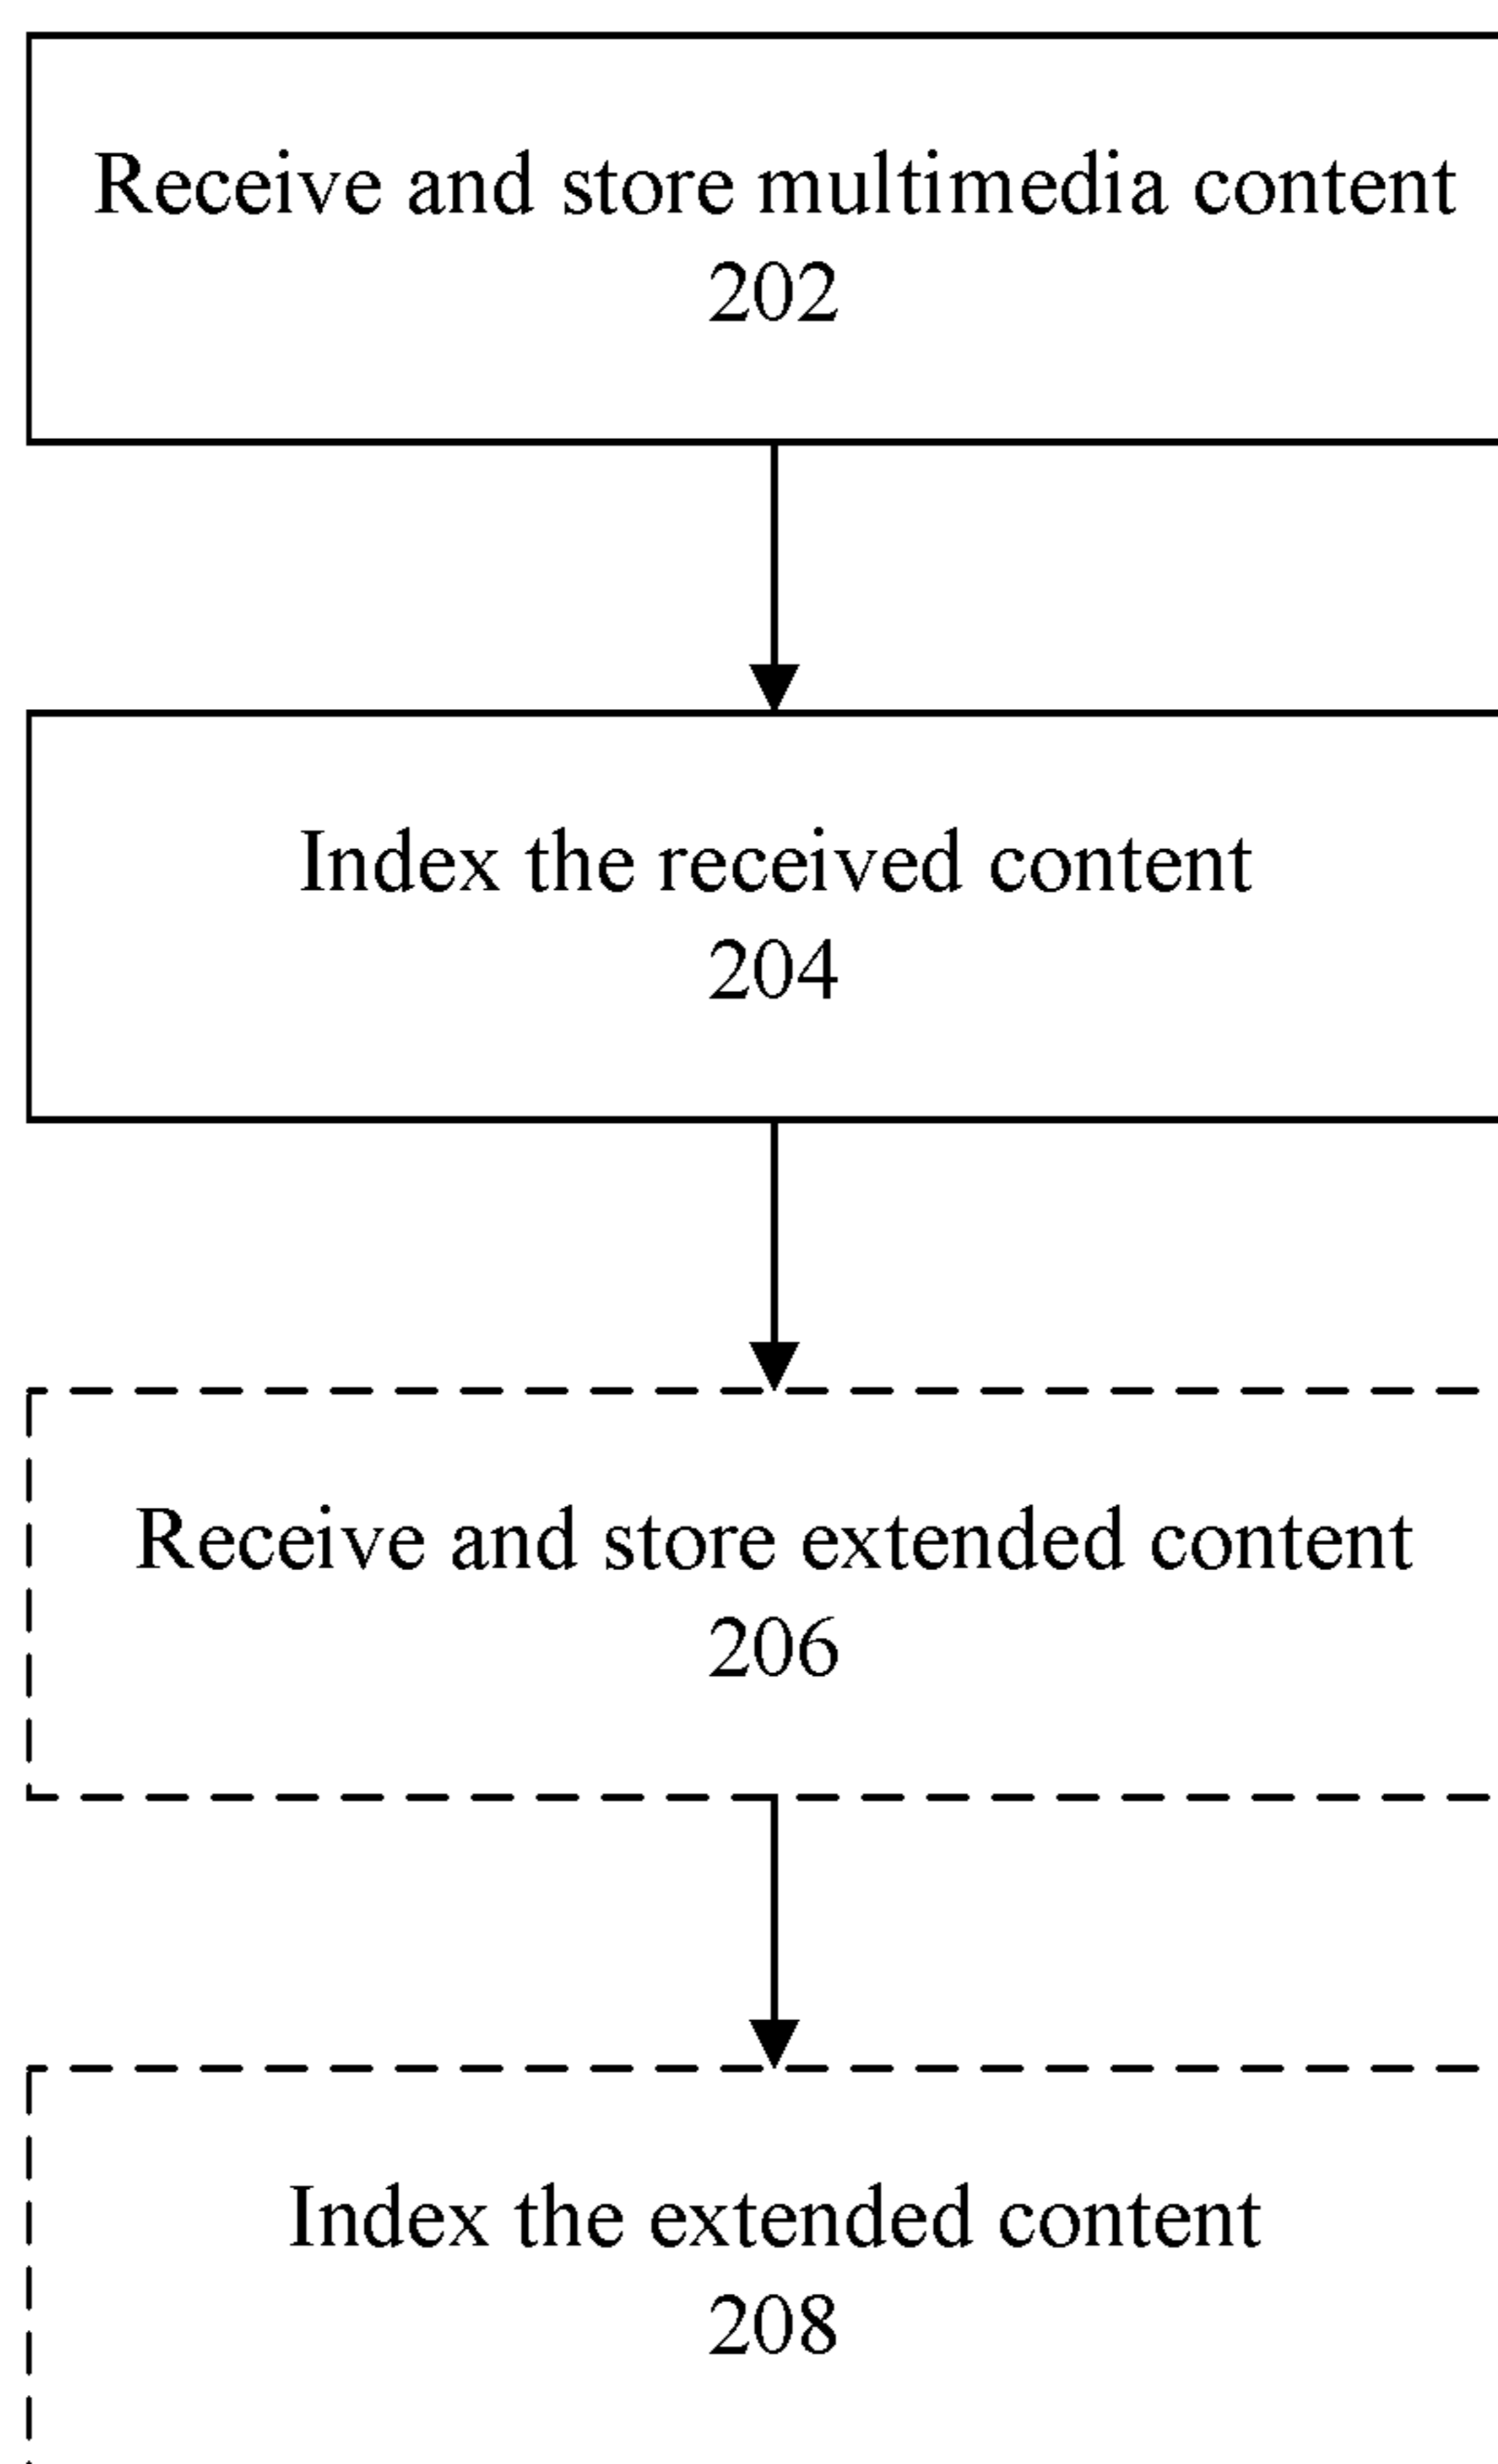 Receive and store multimedia content
202
Index the received content
204
Receive and store extended content
206
Index the extended content
208